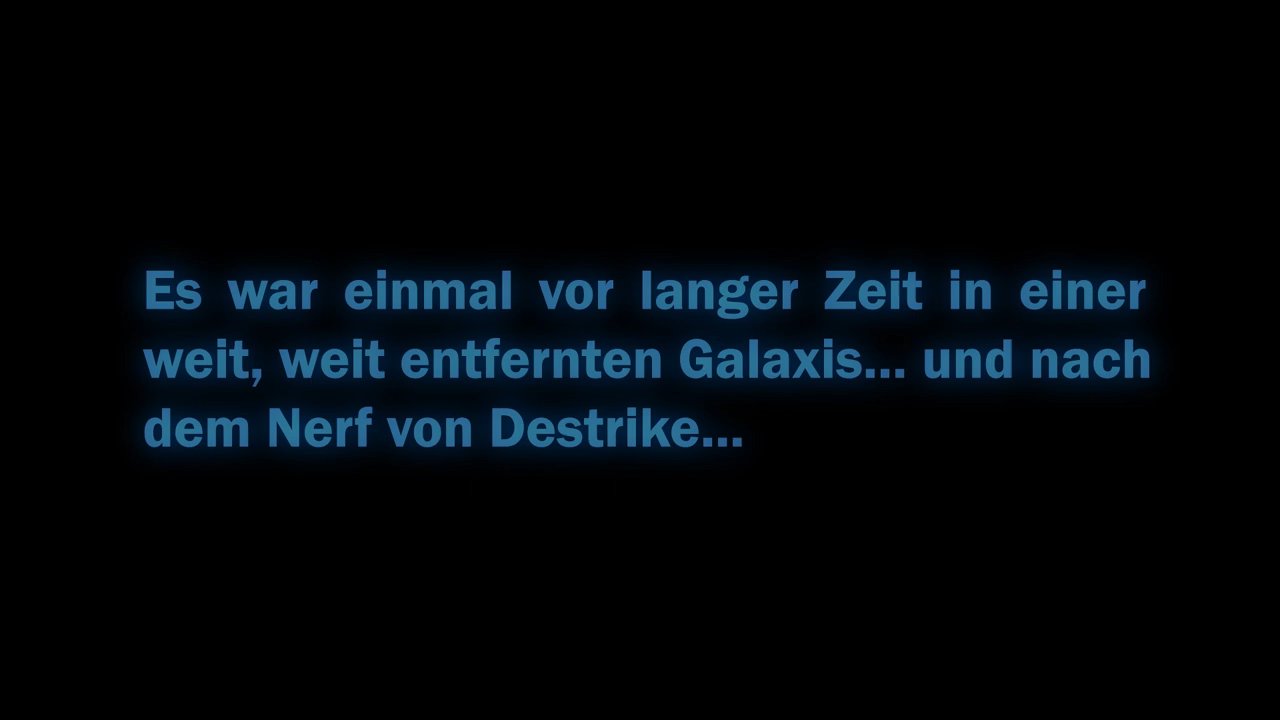 Es war einmal vor langer Zeit in einer
weit, weit entfernten Galaxis... und nach
dem Nerf von Destrike...